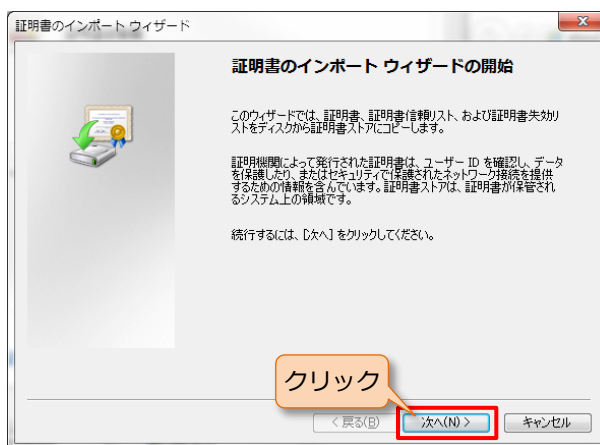 証明書のインポート ウィザード
証明書のインポート ウィザードの開始
このウィザードでは、証明書、証明書信頼リスト、および証明書失効リ
ストをディスクから証明書ストアにコピーします。
証明機関によって発行された証明書は、ユーザー ID を確認し、データ
を保護したり、またはセキュリティで保護されたネットワーク接続を提供
するための情報を含んでいます。証明書ストアは、証明書が保管され
るシステム上の領域です。
続行するには、[次へ] をクリックしてください。
クリック
< 戻る(B)
次へ(N) >
キャンセル